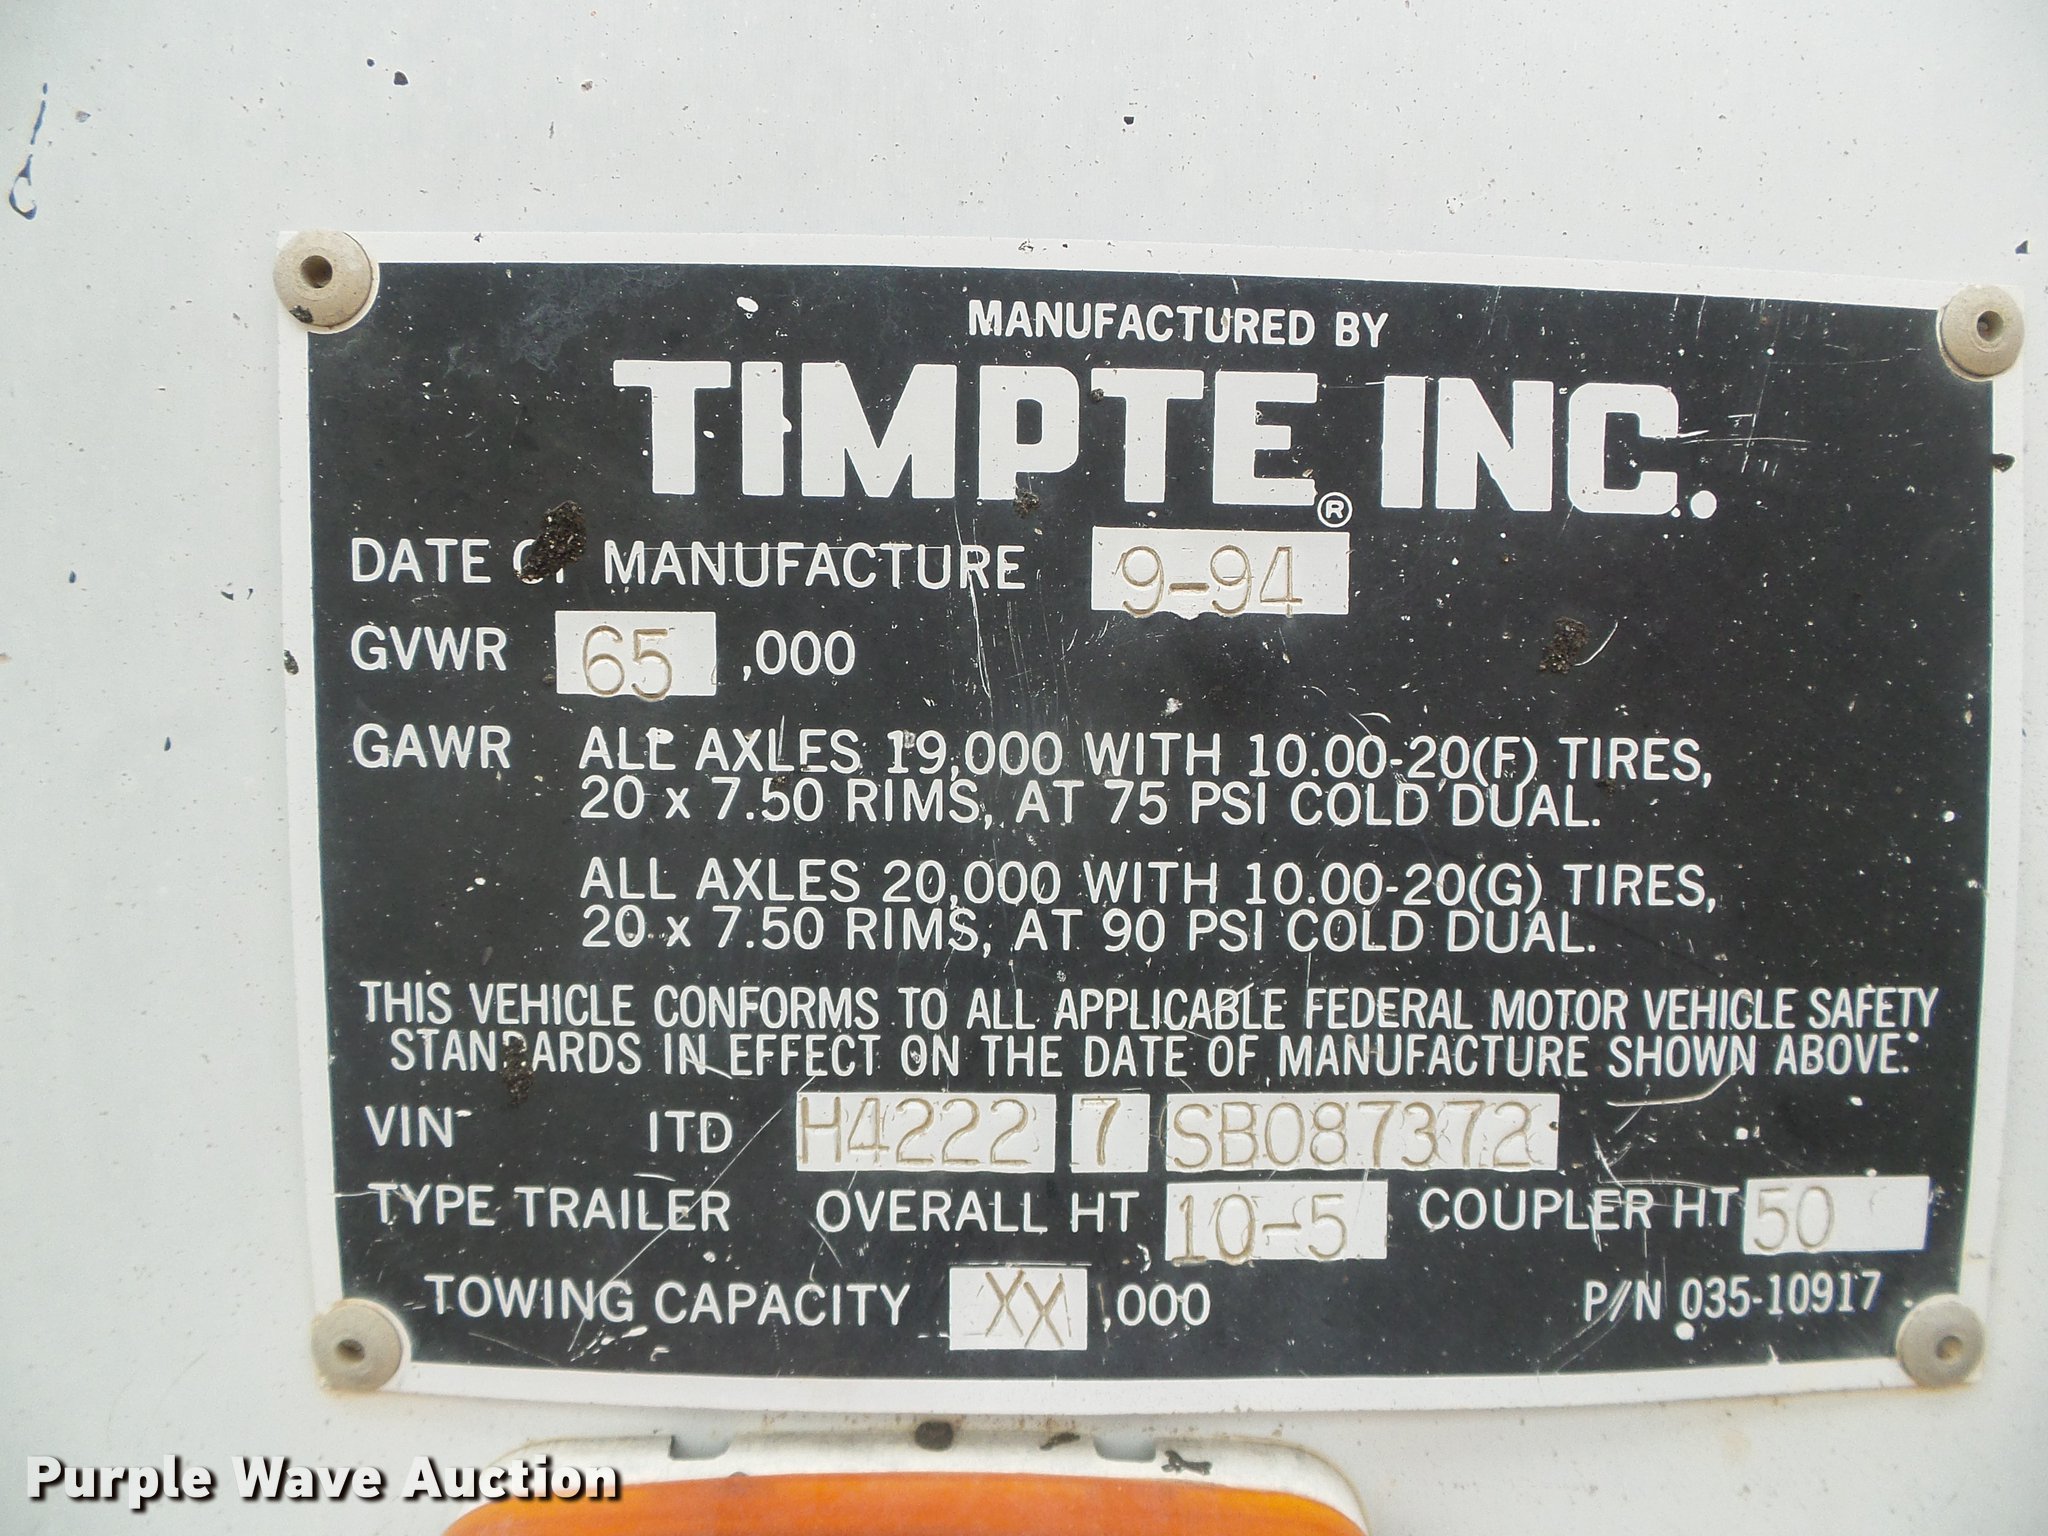 MANUFACTURED BY
TIMPTE® INC.
DATE OF MANUFACTURE 9-94
GVWR 65 ,000
GAWR ALL AXLES 19,000 WITH 10.00-20(F) TIRES,
20 x 7.50 RIMS, AT 75 PSI COLD DUAL.
ALL AXLES 20,000 WITH 10.00-20(G) TIRES,
20 x 7.50 RIMS, AT 90 PSI COLD DUAL.
THIS VEHICLE CONFORMS TO ALL APPLICABLE FEDERAL MOTOR VEHICLE SAFETY
STANDARDS IN EFFECT ON THE DATE OF MANUFACTURE SHOWN ABOVE.
VIN- 1TD H4222 7 SB087372
TYPE TRAILER OVERALL HT 10-5 COUPLER HT 50
TOWING CAPACITY XX ,000 P/N 035-10917
Purple Wave Auction